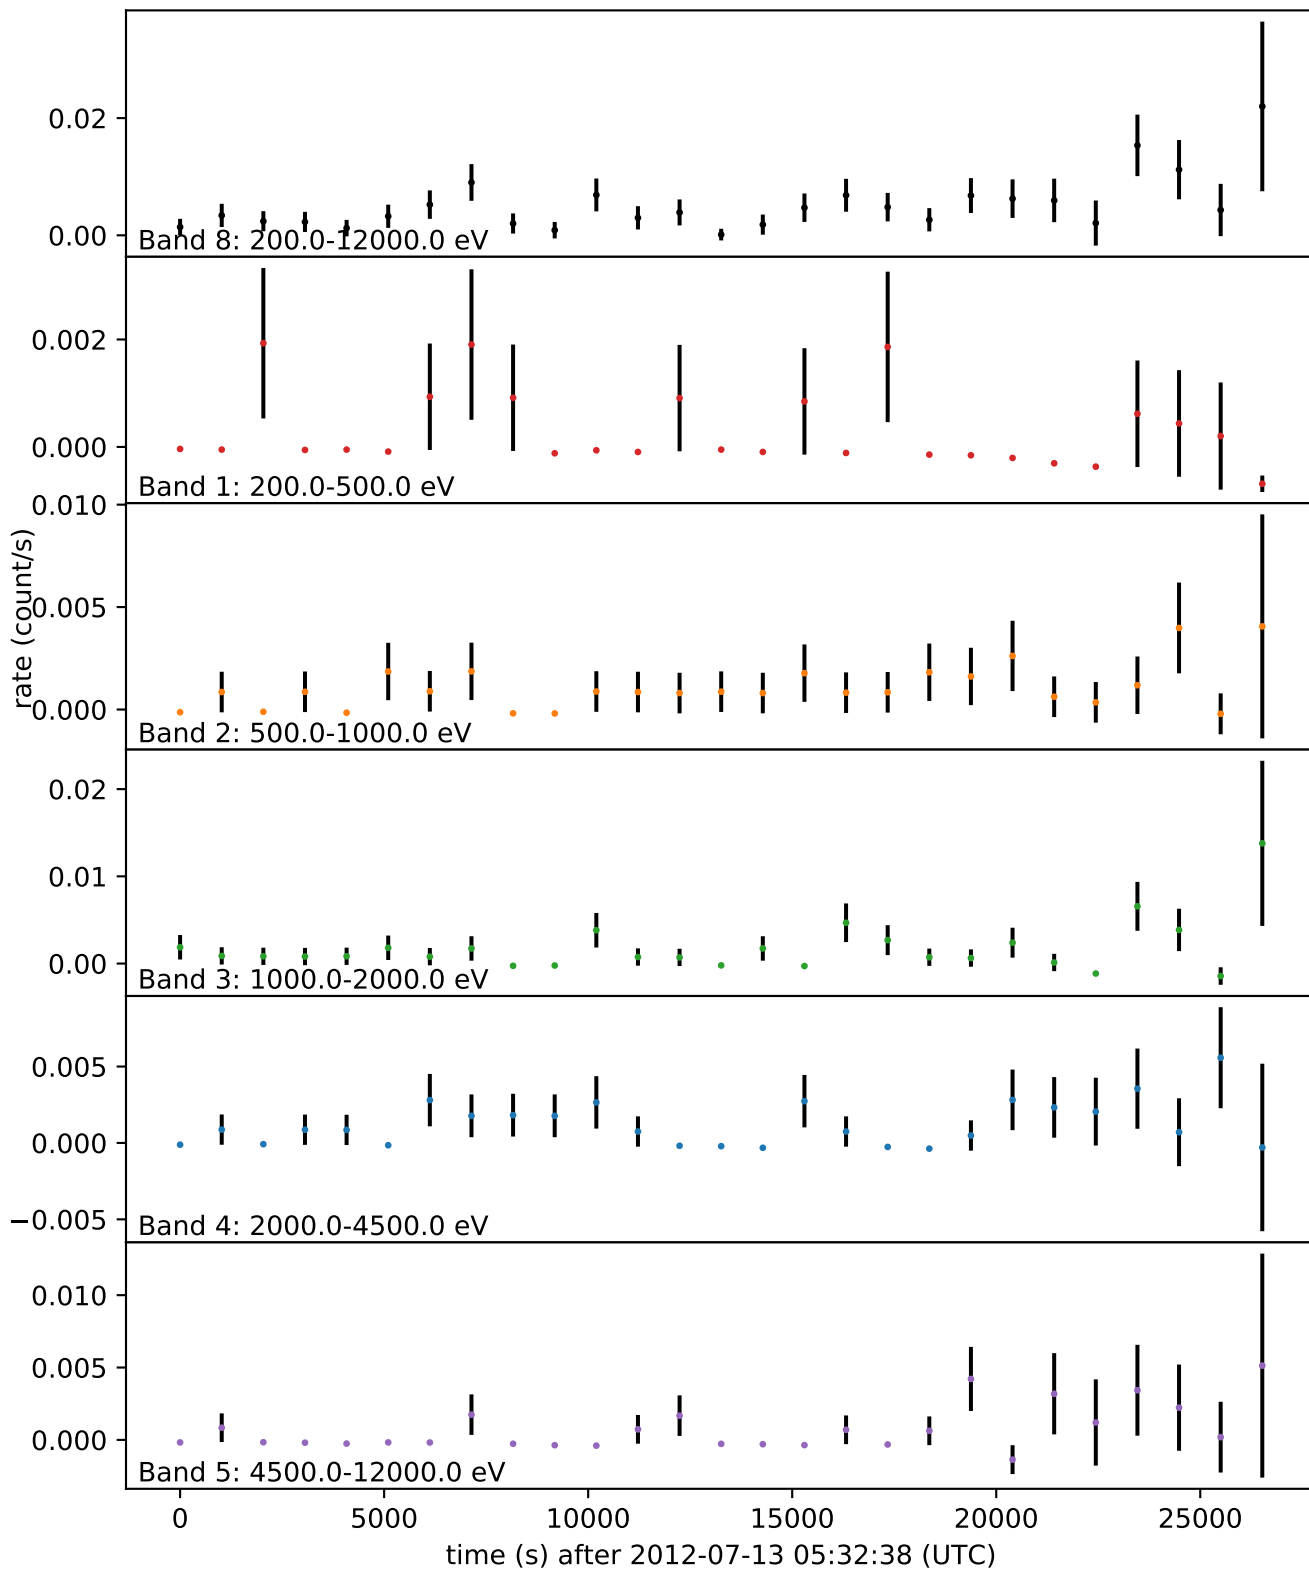 0.02
0.00
Band 8: 200.0-12000.0 eV
0.002
0.000
Band 1: 200.0-500.0 eV
0.010
0.005
0.000
Band 2: 500.0-1000.0 eV
rate (count/s)
0.02
0.01
0.00
Band 3: 1000.0-2000.0 eV
0.005
0.000
−0.005
Band 4: 2000.0-4500.0 eV
0.010
0.005
0.000
Band 5: 4500.0-12000.0 eV
0 5000 10000 15000 20000 25000
time (s) after 2012-07-13 05:32:38 (UTC)